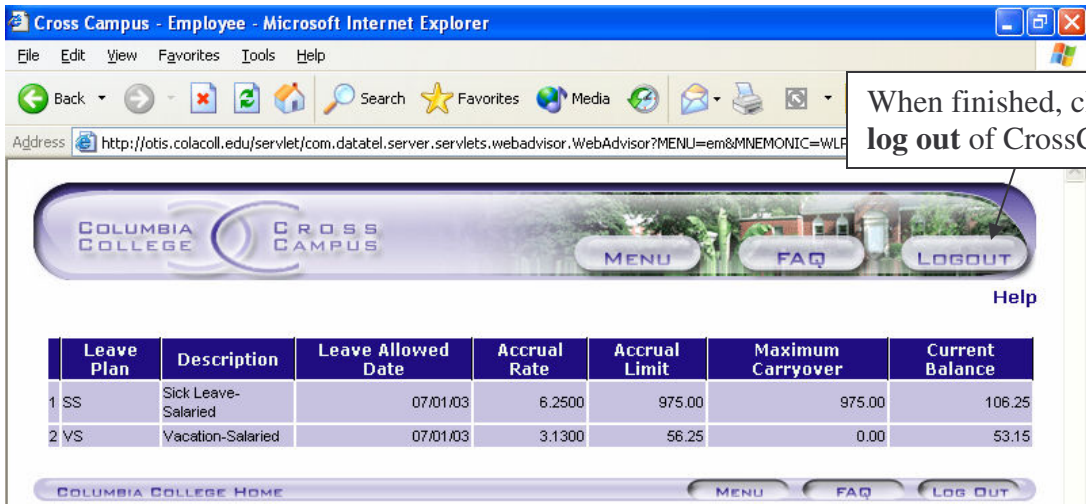 Cross Campus - Employee - Microsoft Internet Explorer
File Edit View Favorites Tools Help
Back Search Favorites Media
When finished,
log out of
Address http://otis.colacoll.edu/servlet/com.datatel.server.servlets.webadvisor.WebAdvisor?MENU=em&MNEMONIC=
COLUMBIA COLLEGE CROSS CAMPUS
MENU FAQ LOGOUT
Help
Leave Plan Description Leave Allowed Date Accrual Rate Accrual Limit Maximum Carryover Current Balance
1 SS Sick Leave-Salaried 07/01/03 6.2500 975.00 975.00 106.25
2 VS Vacation-Salaried 07/01/03 3.1300 56.25 0.00 53.15
COLUMBIA COLLEGE HOME MENU FAQ LOG OUT